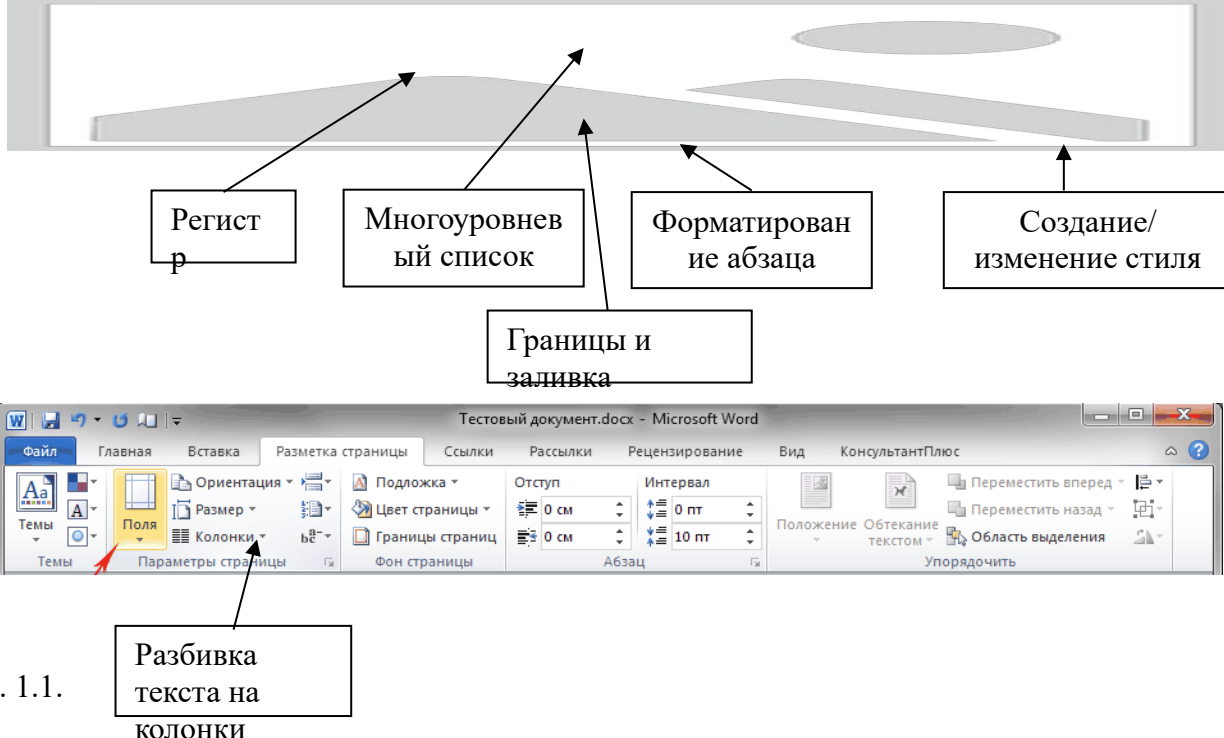 Регист
р
Многоуровнев
ый список
Форматирован
ие абзаца
Создание/
изменение стиля
Границы и
заливка
Тестовый документ.docx - Microsoft Word
Файл Главная Вставка Разметка страницы Ссылки Рассылки Рецензирование Вид КонсультантПлюс
Темы
Поля
Ориентация
Размер
Колонки
Подложка
Цвет страницы
Границы страниц
Отступ
0 см
0 см
Интервал
0 пт
10 пт
Положение
Обтекание
текстом
Переместить вперед
Переместить назад
Область выделения
Темы Параметры страницы Фон страницы Абзац Упорядочить
Разбивка
текста на
колонки
. 1.1.